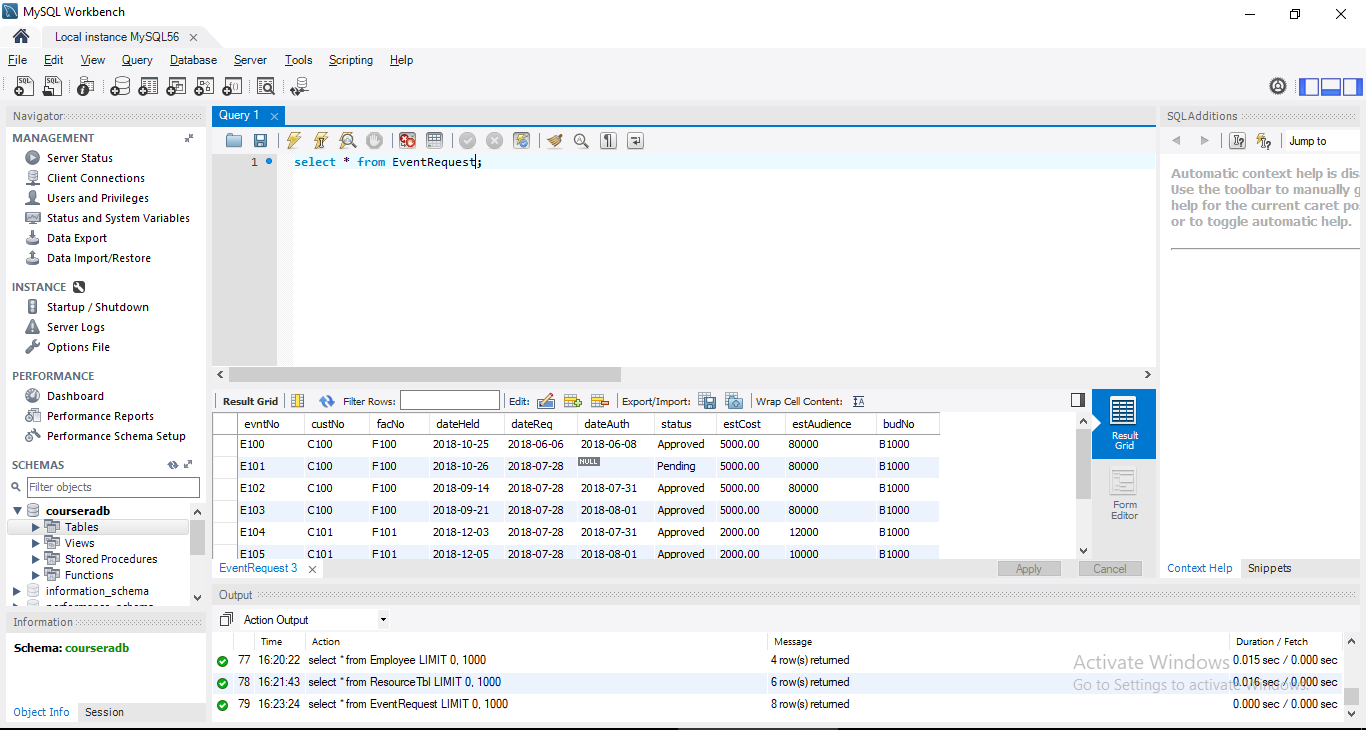 MySQL Workbench
Local instance MySQL56
File Edit View Query Database Server Tools Scripting Help
Navigator
MANAGEMENT
Server Status
Client Connections
Users and Privileges
Status and System Variables
Data Export
Data Import/Restore
INSTANCE
Startup / Shutdown
Server Logs
Options File
PERFORMANCE
Dashboard
Performance Reports
Performance Schema Setup
SCHEMAS
Filter objects
courseradb
Tables
Views
Stored Procedures
Functions
information_schema
Information
Schema: courseradb
Object Info Session
Query 1
1 select * from EventRequest;
Result Grid Filter Rows: Edit: Export/Import: Wrap Cell Content:
evntNo custNo facNo dateHeld dateReq dateAuth status estCost estAudience budNo
E100 C100 F100 2018-10-25 2018-06-06 2018-06-08 Approved 5000.00 80000 B1000
E101 C100 F100 2018-10-26 2018-07-28 NULL Pending 5000.00 80000 B1000
E102 C100 F100 2018-09-14 2018-07-28 2018-07-31 Approved 5000.00 80000 B1000
E103 C100 F100 2018-09-21 2018-07-28 2018-08-01 Approved 5000.00 80000 B1000
E104 C101 F101 2018-12-03 2018-07-28 2018-07-31 Approved 2000.00 12000 B1000
E105 C101 F101 2018-12-05 2018-07-28 2018-08-01 Approved 2000.00 10000 B1000
Result
Grid
Form
Editor
EventRequest 3
Apply Cancel
SQLAdditions
Jump to
Automatic context help is dis
Use the toolbar to manually g
help for the current caret po
or to toggle automatic help.
Context Help Snippets
Output
Action Output
Time Action Message Duration / Fetch
77 16:20:22 select * from Employee LIMIT 0, 1000 4 row(s) returned 0.015 sec / 0.000 sec
78 16:21:43 select * from ResourceTbl LIMIT 0, 1000 6 row(s) returned 0.016 sec / 0.000 sec
79 16:23:24 select * from EventRequest LIMIT 0, 1000 8 row(s) returned 0.000 sec / 0.000 sec
Activate Windows
Go to Settings to activate Windows.